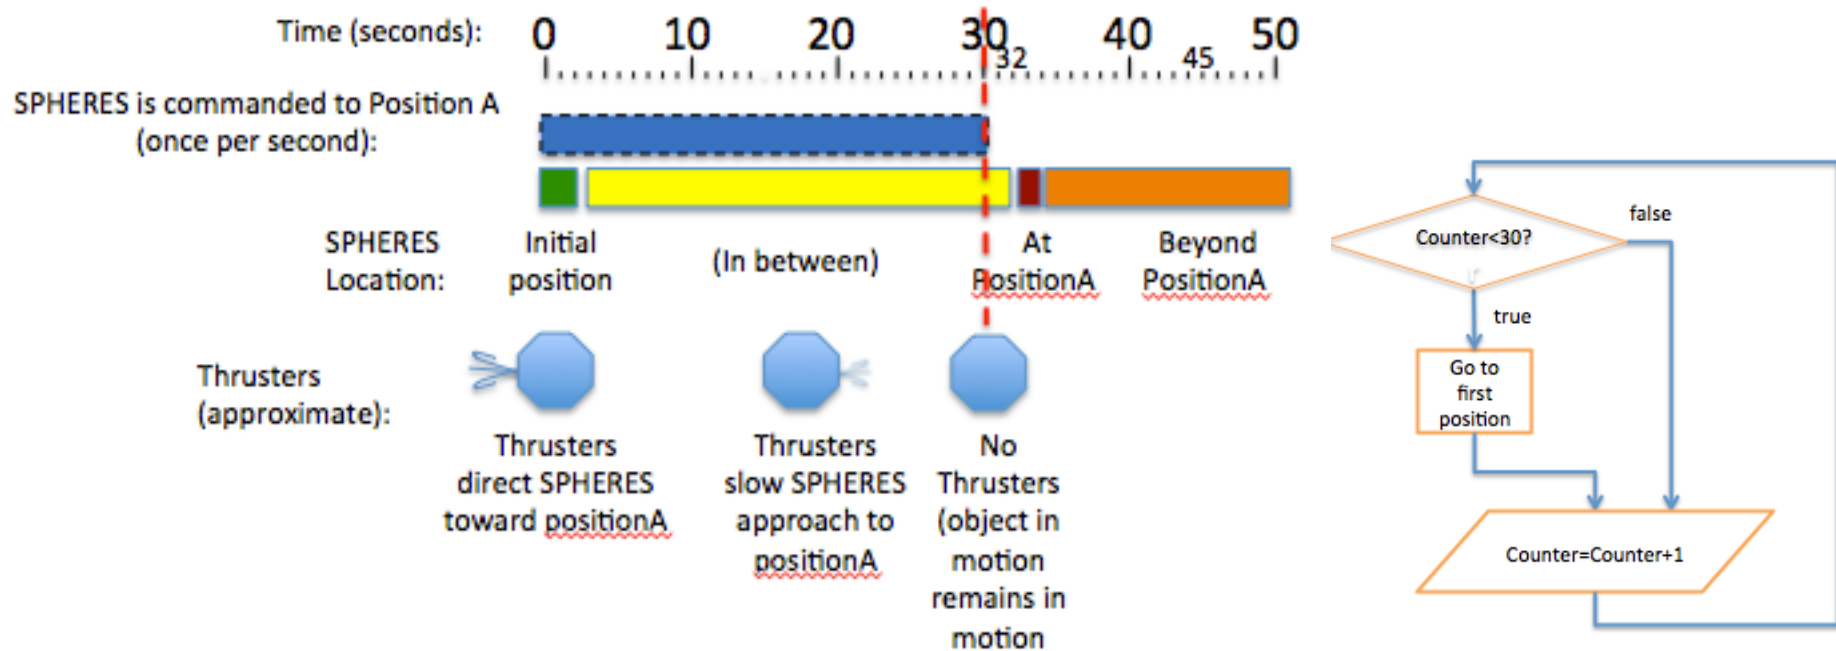 Time (seconds):
0 10 20 30 40 50
32 45
SPHERES is commanded to Position A
(once per second):
SPHERES
Location:
Initial
position
(In between)
At
PositionA
Beyond
PositionA
Thrusters
(approximate):
Thrusters
direct SPHERES
toward positionA
Thrusters
slow SPHERES
approach to
positionA
No
Thrusters
(object in
motion
remains in
motion
Counter<30?
false
true
Go to
first
position
Counter=Counter+1